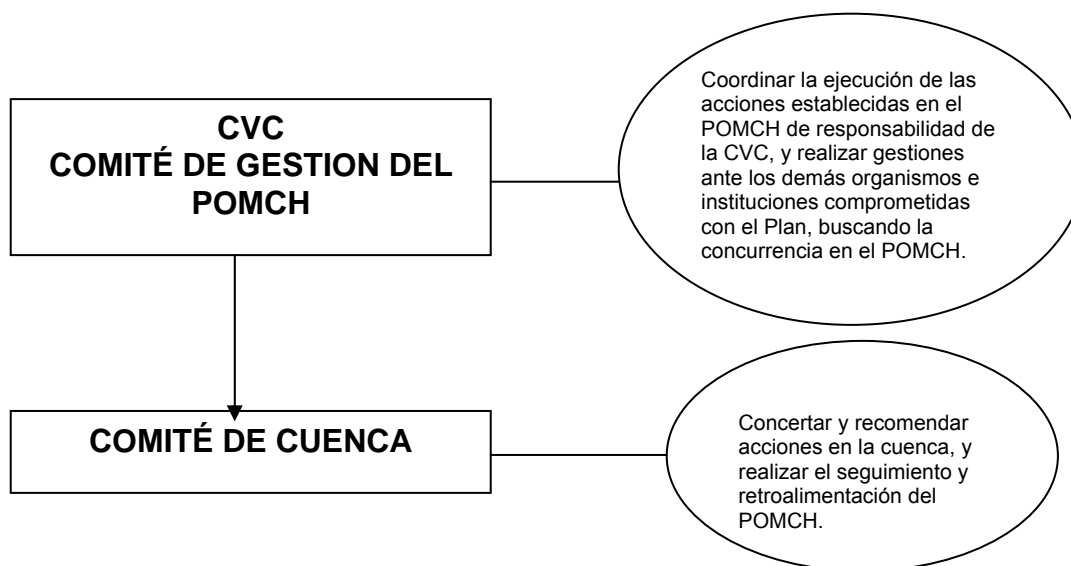 CVC
COMITÉ DE GESTION DEL
POMCH
Coordinar la ejecución de las
acciones establecidas en el
POMCH de responsabilidad de
la CVC, y realizar gestiones
ante los demás organismos e
instituciones comprometidas
con el Plan, buscando la
concurrencia en el POMCH.
COMITÉ DE CUENCA
Concertar y recomendar
acciones en la cuenca, y
realizar el seguimiento y
retroalimentación del
POMCH.